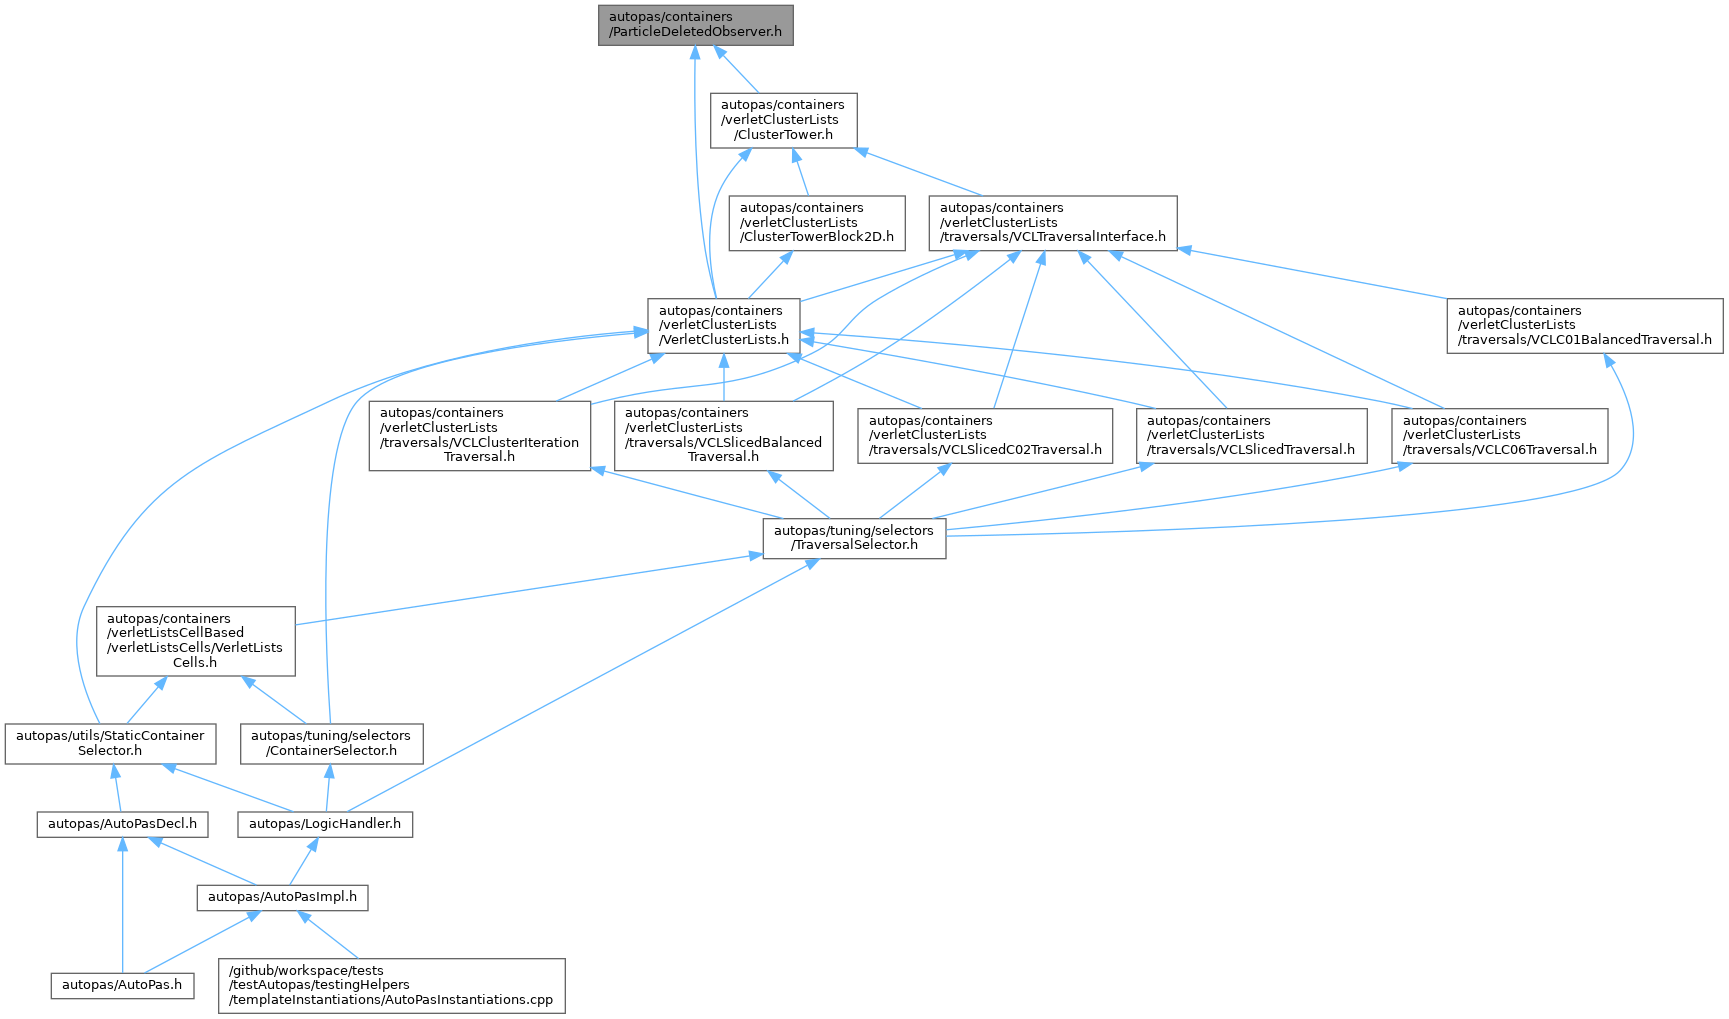 autopas/containers
/ParticleDeletedObserver.h
autopas/containers
/verletClusterLists
/ClusterTower.h
autopas/containers
/verletClusterLists
/ClusterTowerBlock2D.h
autopas/containers
/verletClusterLists
/traversals/VCLTraversalInterface.h
autopas/containers
/verletClusterLists
/VerletClusterLists.h
autopas/containers
/verletClusterLists
/traversals/VCLC01BalancedTraversal.h
autopas/containers
/verletClusterLists
/traversals/VCLClusterIteration
Traversal.h
autopas/containers
/verletClusterLists
/traversals/VCLSlicedBalanced
Traversal.h
autopas/containers
/verletClusterLists
/traversals/VCLSlicedC02Traversal.h
autopas/containers
/verletClusterLists
/traversals/VCLSlicedTraversal.h
autopas/containers
/verletClusterLists
/traversals/VCLC06Traversal.h
autopas/tuning/selectors
/TraversalSelector.h
autopas/containers
/verletListsCellBased
/verletListsCells/VerletLists
Cells.h
autopas/utils/StaticContainer
Selector.h
autopas/tuning/selectors
/ContainerSelector.h
autopas/AutoPasDecl.h
autopas/LogicHandler.h
autopas/AutoPasImpl.h
autopas/AutoPas.h
/github/workspace/tests
/testAutopas/testingHelpers
/templateInstantiations/AutoPasInstantiations.cpp